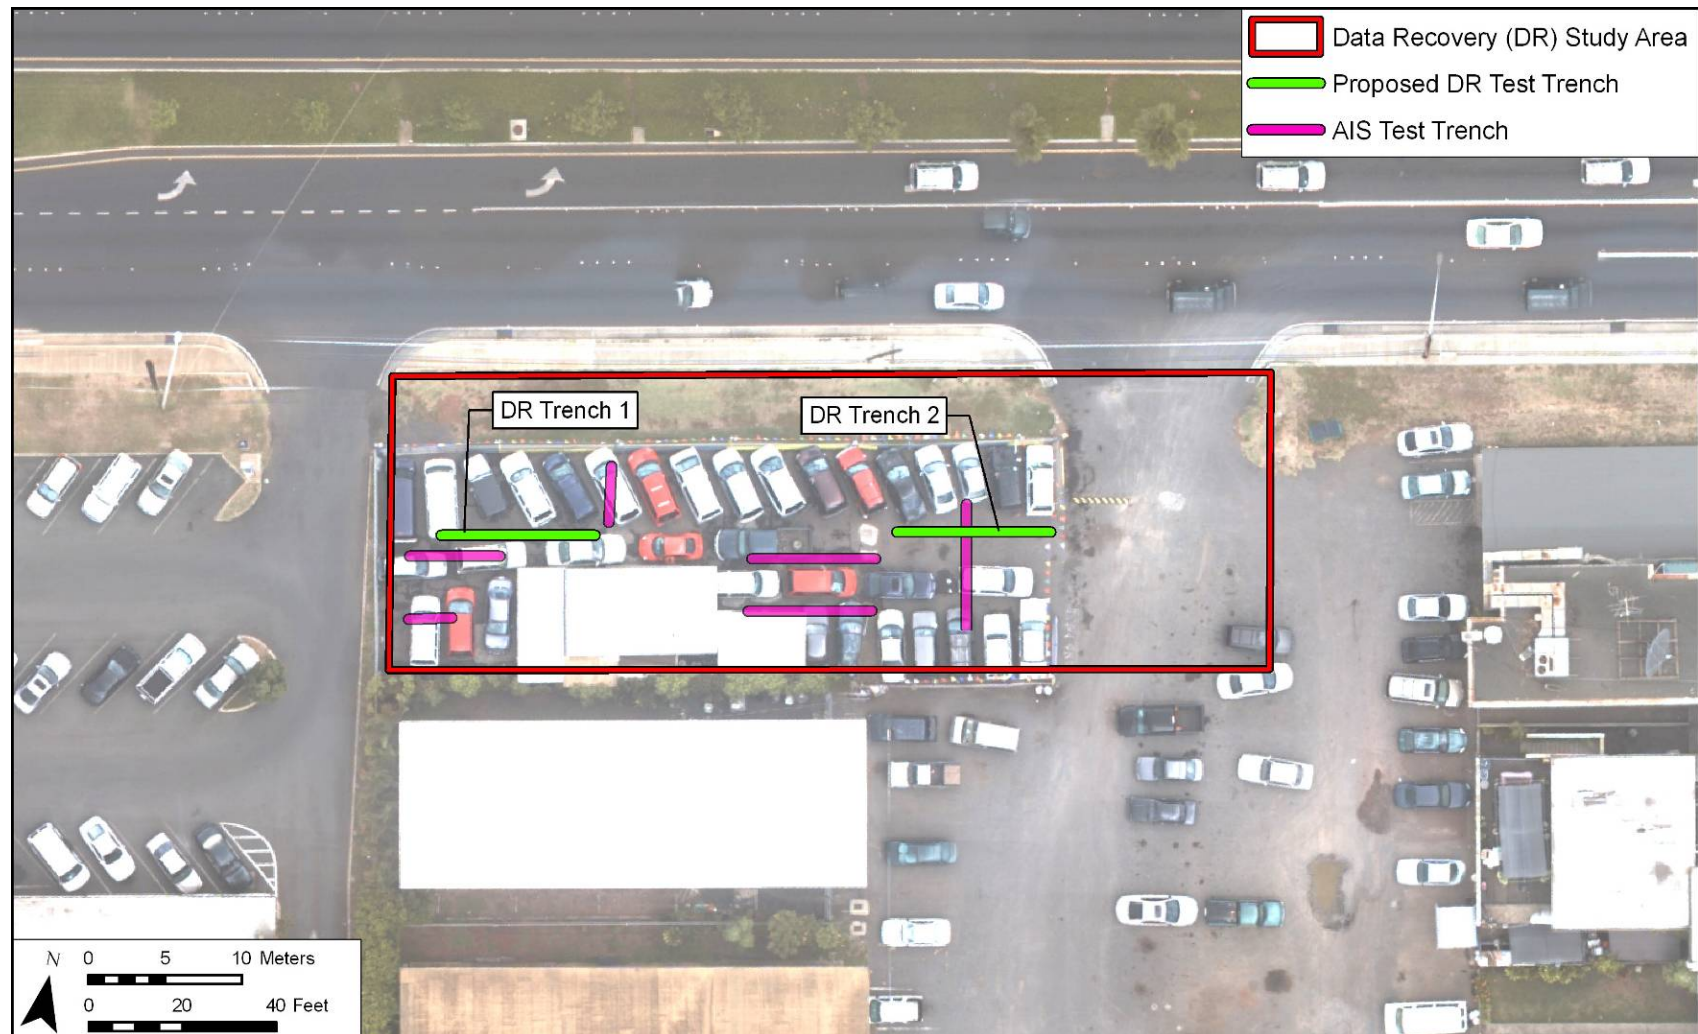 Data Recovery (DR) Study Area
Proposed DR Test Trench
AIS Test Trench
DR Trench 1
DR Trench 2
N 0 5 10 Meters
0 20 40 Feet